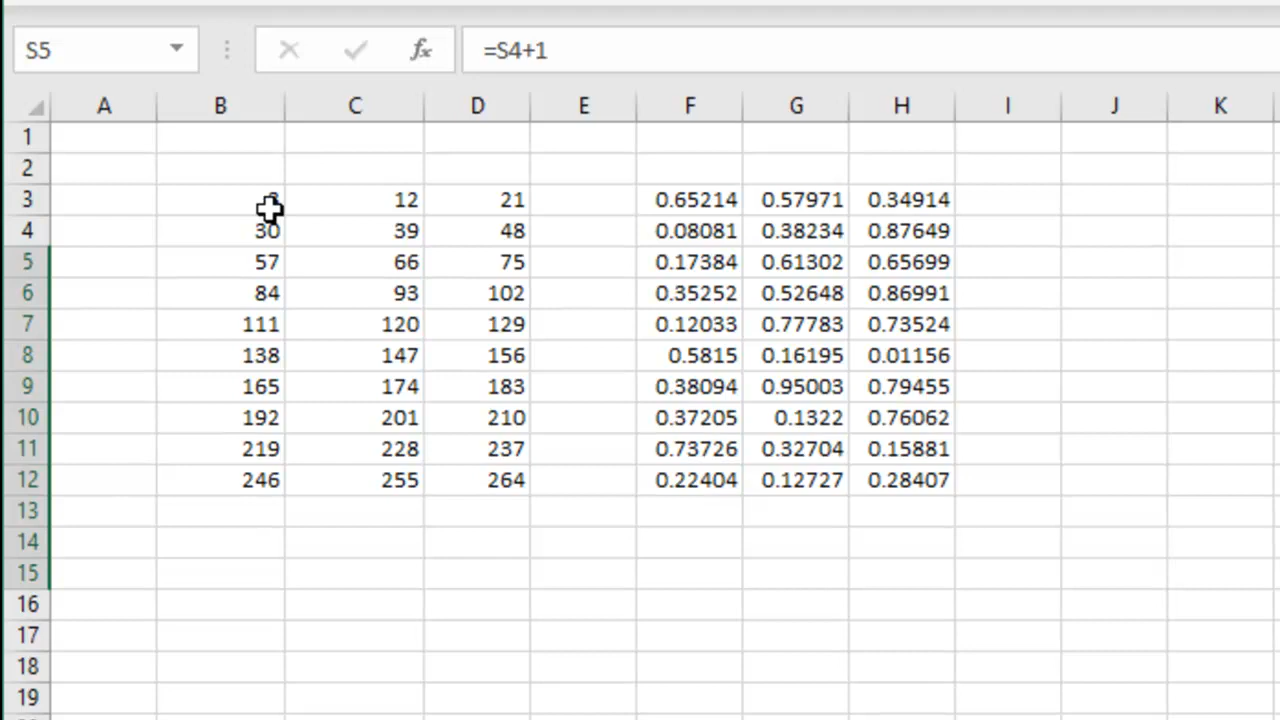 S5 fx =S4+1
A B C D E F G H I J K
1
2
3 12 21 0.65214 0.57971 0.34914
4 30 39 48 0.08081 0.38234 0.87649
5 57 66 75 0.17384 0.61302 0.65699
6 84 93 102 0.35252 0.52648 0.86991
7 111 120 129 0.12033 0.77783 0.73524
8 138 147 156 0.5815 0.16195 0.01156
9 165 174 183 0.38094 0.95003 0.79455
10 192 201 210 0.37205 0.1322 0.76062
11 219 228 237 0.73726 0.32704 0.15881
12 246 255 264 0.22404 0.12727 0.28407
13
14
15
16
17
18
19